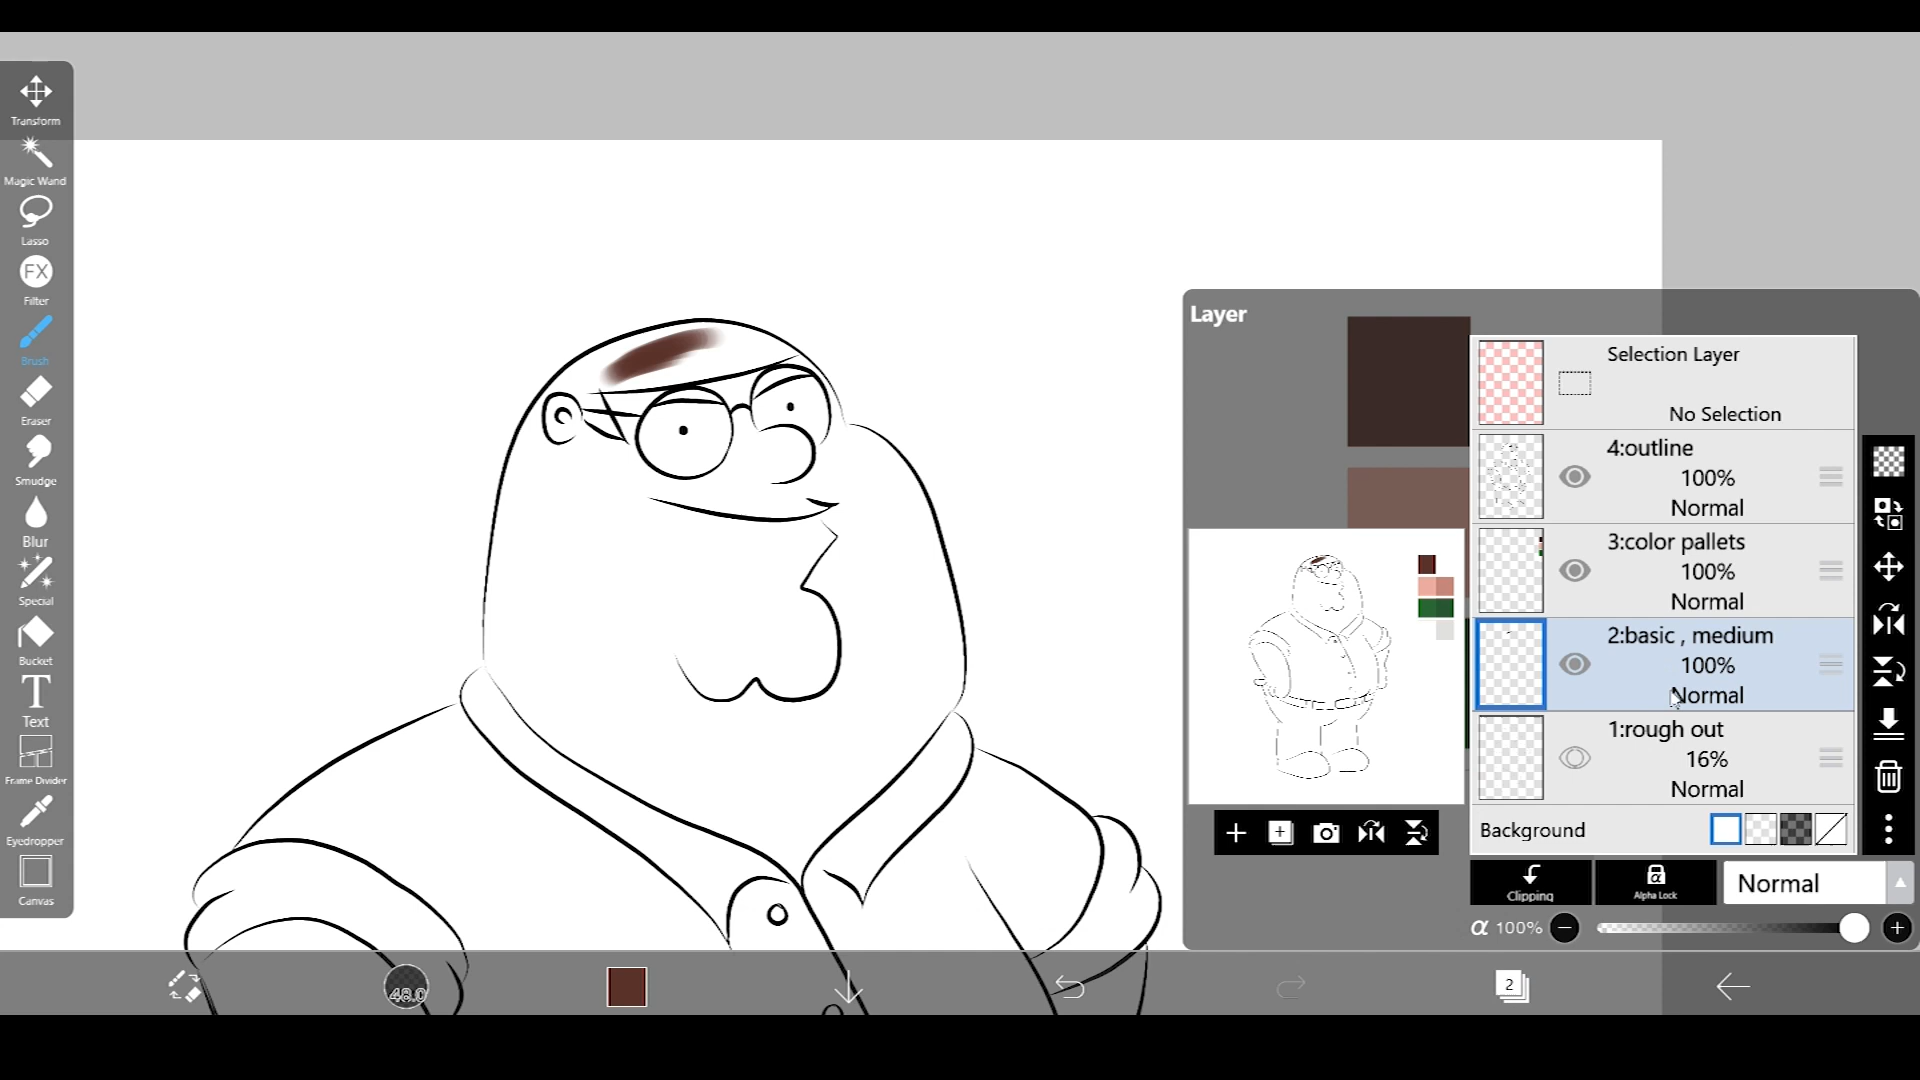 Transform
Magic Wand
Lasso
FX
Filter
Brush
Eraser
Smudge
Blur
Special
Bucket
T
Text
Frame Divider
Eyedropper
Canvas
Layer
Selection Layer
No Selection
4:outline
100%
Normal
3:color pallets
100%
Normal
2:basic , medium
100%
Normal
1:rough out
16%
Normal
Background
Clipping
α
Alpha Lock
Normal
α 100%
48.0
2